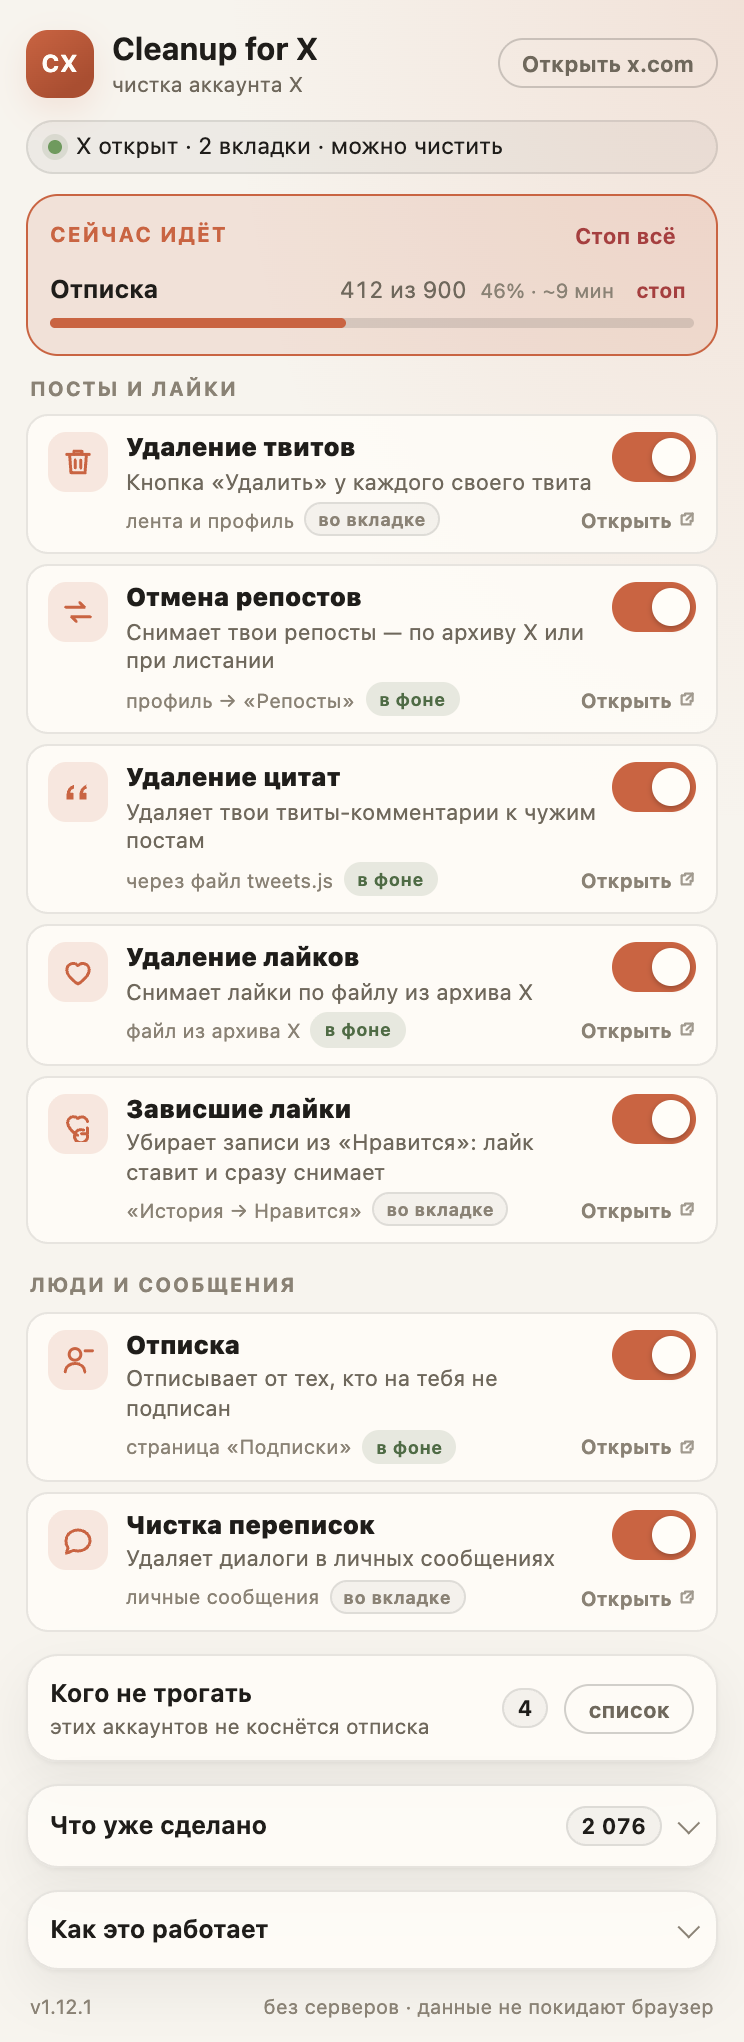 CX
Cleanup for X
чистка аккаунта X
Открыть x.com
X открыт · 2 вкладки · можно чистить
СЕЙЧАС ИДЁТ
Стоп всё
Отписка
412 из 900 46% · ~9 мин стоп
ПОСТЫ И ЛАЙКИ
Удаление твитов
Кнопка «Удалить» у каждого своего твита
лента и профиль во вкладке Открыть
Отмена репостов
Снимает твои репосты — по архиву X или
при листании
профиль → «Репосты» в фоне Открыть
Удаление цитат
Удаляет твои твиты-комментарии к чужим
постам
через файл tweets.js в фоне Открыть
Удаление лайков
Снимает лайки по файлу из архива X
файл из архива X в фоне Открыть
Зависшие лайки
Убирает записи из «Нравится»: лайк
ставит и сразу снимает
«История → Нравится» во вкладке Открыть
ЛЮДИ И СООБЩЕНИЯ
Отписка
Отписывает от тех, кто на тебя не
подписан
страница «Подписки» в фоне Открыть
Чистка переписок
Удаляет диалоги в личных сообщениях
личные сообщения во вкладке Открыть
Кого не трогать
этих аккаунтов не коснётся отписка
4 список
Что уже сделано 2 076
Как это работает
v1.12.1 без серверов · данные не покидают браузер